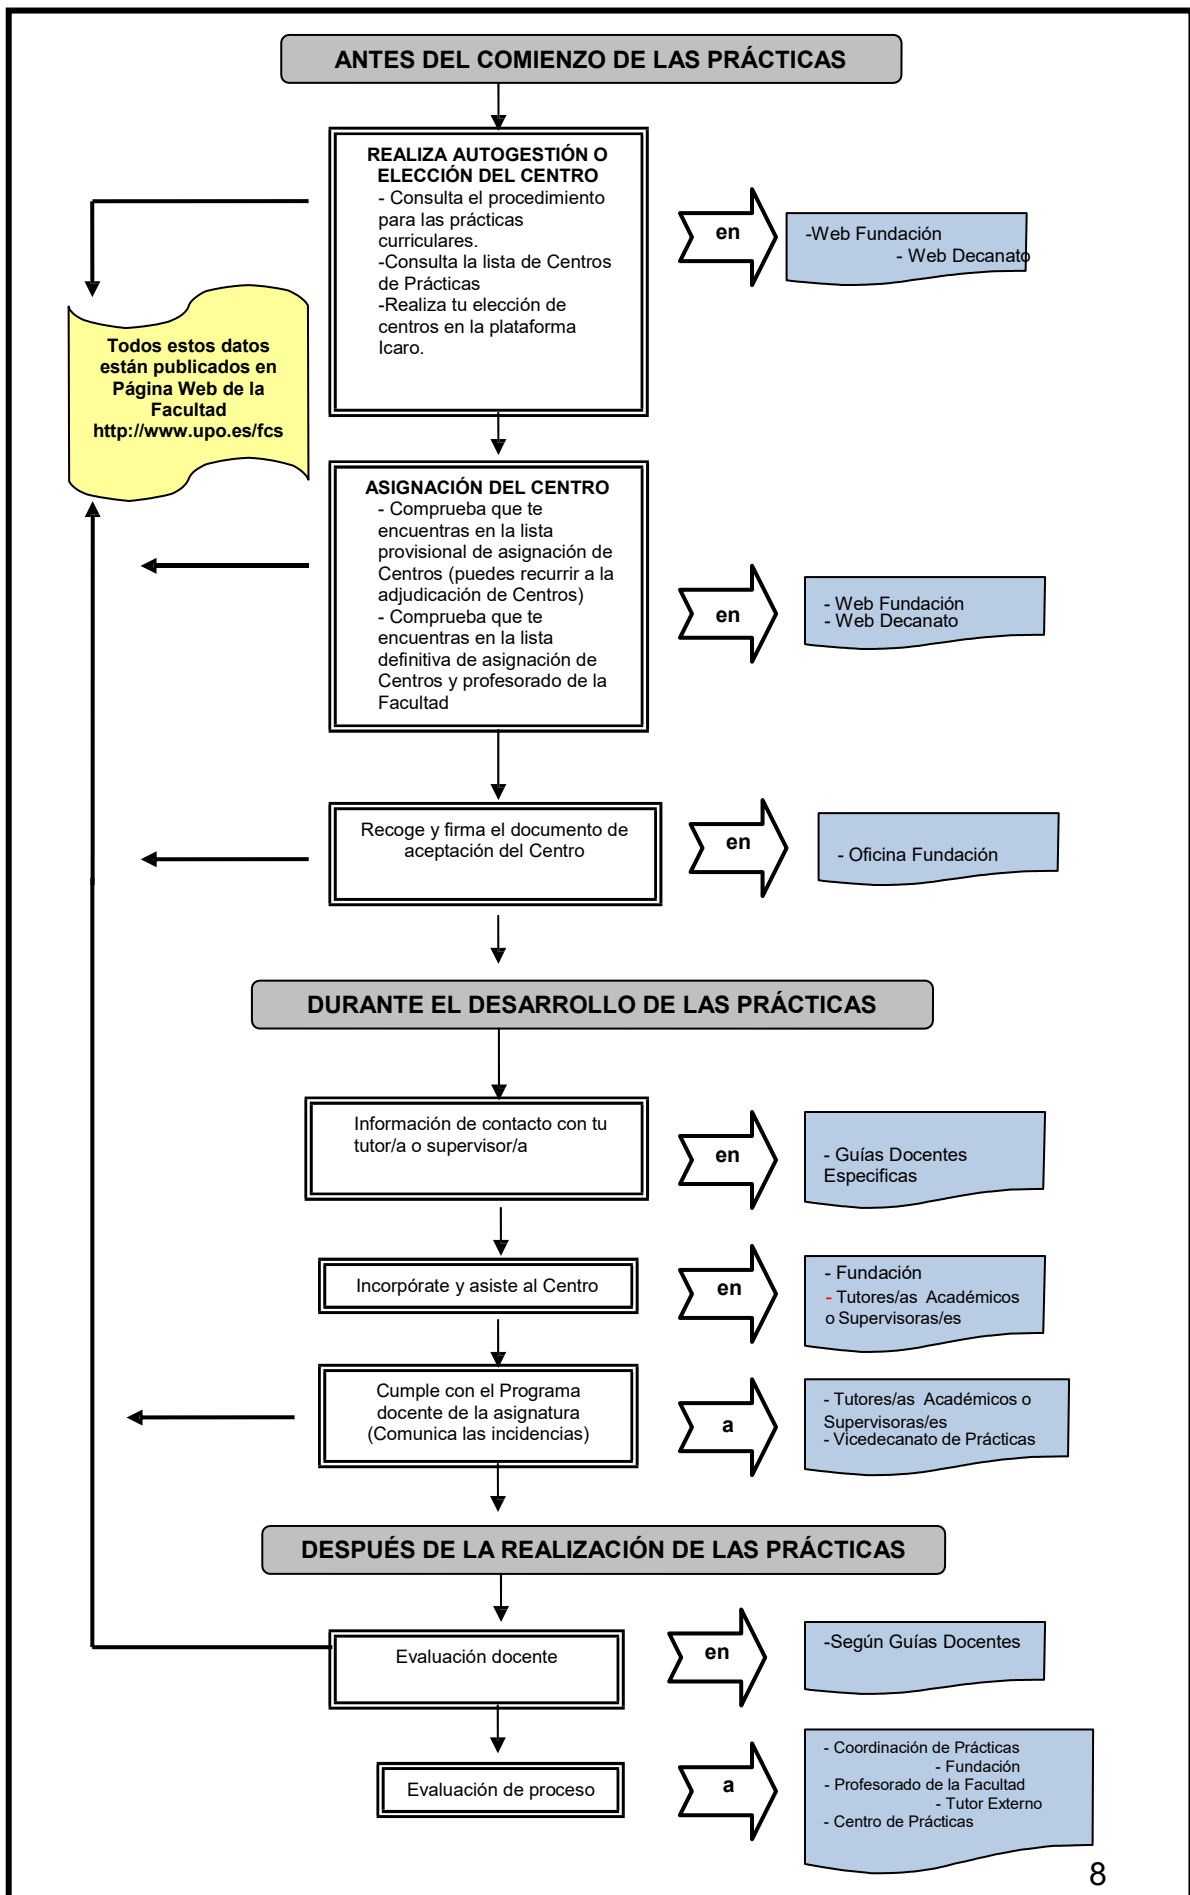 ANTES DEL COMIENZO DE LAS PRÁCTICAS
REALIZA AUTOGESTIÓN O
ELECCIÓN DEL CENTRO
- Consulta el procedimiento
para las prácticas
curriculares.
-Consulta la lista de Centros
de Prácticas
-Realiza tu elección de
centros en la plataforma
Icaro.
en
-Web Fundación
- Web Decanato
Todos estos datos
están publicados en
Página Web de la
Facultad
http://www.upo.es/fcs
ASIGNACIÓN DEL CENTRO
- Comprueba que te
encuentras en la lista
provisional de asignación de
Centros (puedes recurrir a la
adjudicación de Centros)
- Comprueba que te
encuentras en la lista
definitiva de asignación de
Centros y profesorado de la
Facultad
en
- Web Fundación
- Web Decanato
Recoge y firma el documento de
aceptación del Centro
en
- Oficina Fundación
DURANTE EL DESARROLLO DE LAS PRÁCTICAS
Información de contacto con tu
tutor/a o supervisor/a
en
- Guías Docentes
Especificas
Incorpórate y asiste al Centro
en
- Fundación
- Tutores/as Académicos
o Supervisoras/es
Cumple con el Programa
docente de la asignatura
(Comunica las incidencias)
a
- Tutores/as Académicos o
Supervisoras/es
- Vicedecanato de Prácticas
DESPUÉS DE LA REALIZACIÓN DE LAS PRÁCTICAS
Evaluación docente
en
-Según Guías Docentes
Evaluación de proceso
a
- Coordinación de Prácticas
- Fundación
- Profesorado de la Facultad
- Tutor Externo
- Centro de Prácticas
8